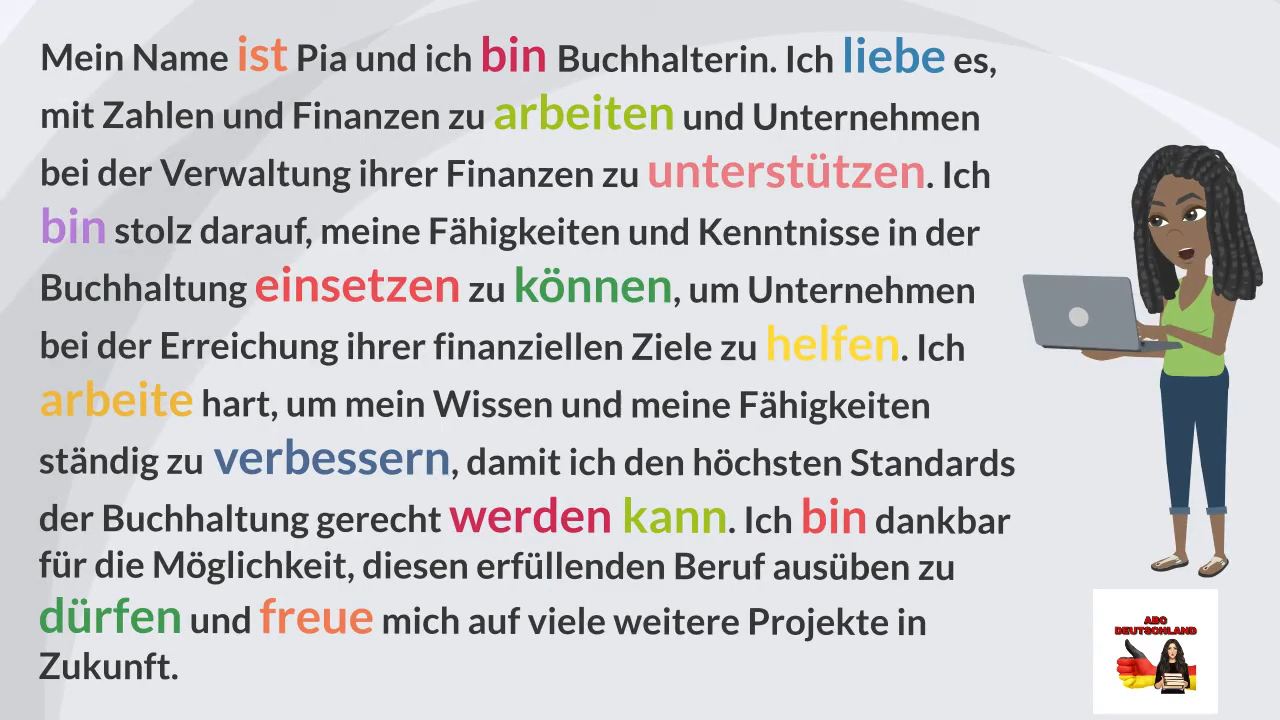 Mein Name ist Pia und ich bin Buchhalterin. Ich liebe es,
mit Zahlen und Finanzen zu arbeiten und Unternehmen
bei der Verwaltung ihrer Finanzen zu unterstützen. Ich
bin stolz darauf, meine Fähigkeiten und Kenntnisse in der
Buchhaltung einsetzen zu können, um Unternehmen
bei der Erreichung ihrer finanziellen Ziele zu helfen. Ich
arbeite hart, um mein Wissen und meine Fähigkeiten
ständig zu verbessern, damit ich den höchsten Standards
der Buchhaltung gerecht werden kann. Ich bin dankbar
für die Möglichkeit, diesen erfüllenden Beruf ausüben zu
dürfen und freue mich auf viele weitere Projekte in
Zukunft.
ABC
DEUTSCHLAND